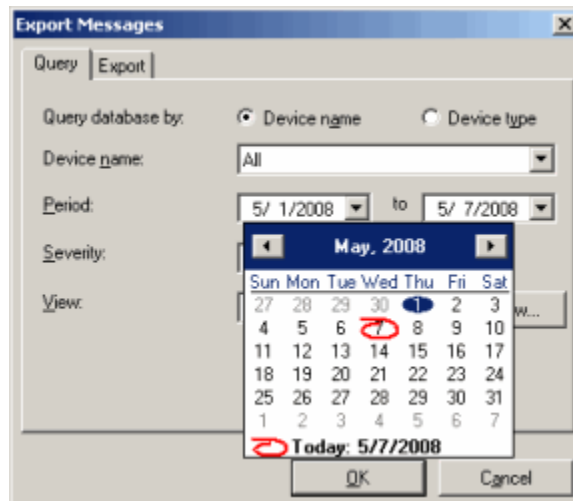 Export Messages
Query Export
Query database by: Device name Device type
Device name: All
Period: 5/ 1/2008 to 5/ 7/2008
May, 2008
Severity:
Sun Mon Tue Wed Thu Fri Sat
27 28 29 30 1 2 3
View: w...
4 5 6 7 8 9 10
11 12 13 14 15 16 17
18 19 20 21 22 23 24
25 26 27 28 29 30 31
1 2 3 4 5 6 7
Today: 5/7/2008
OK Cancel